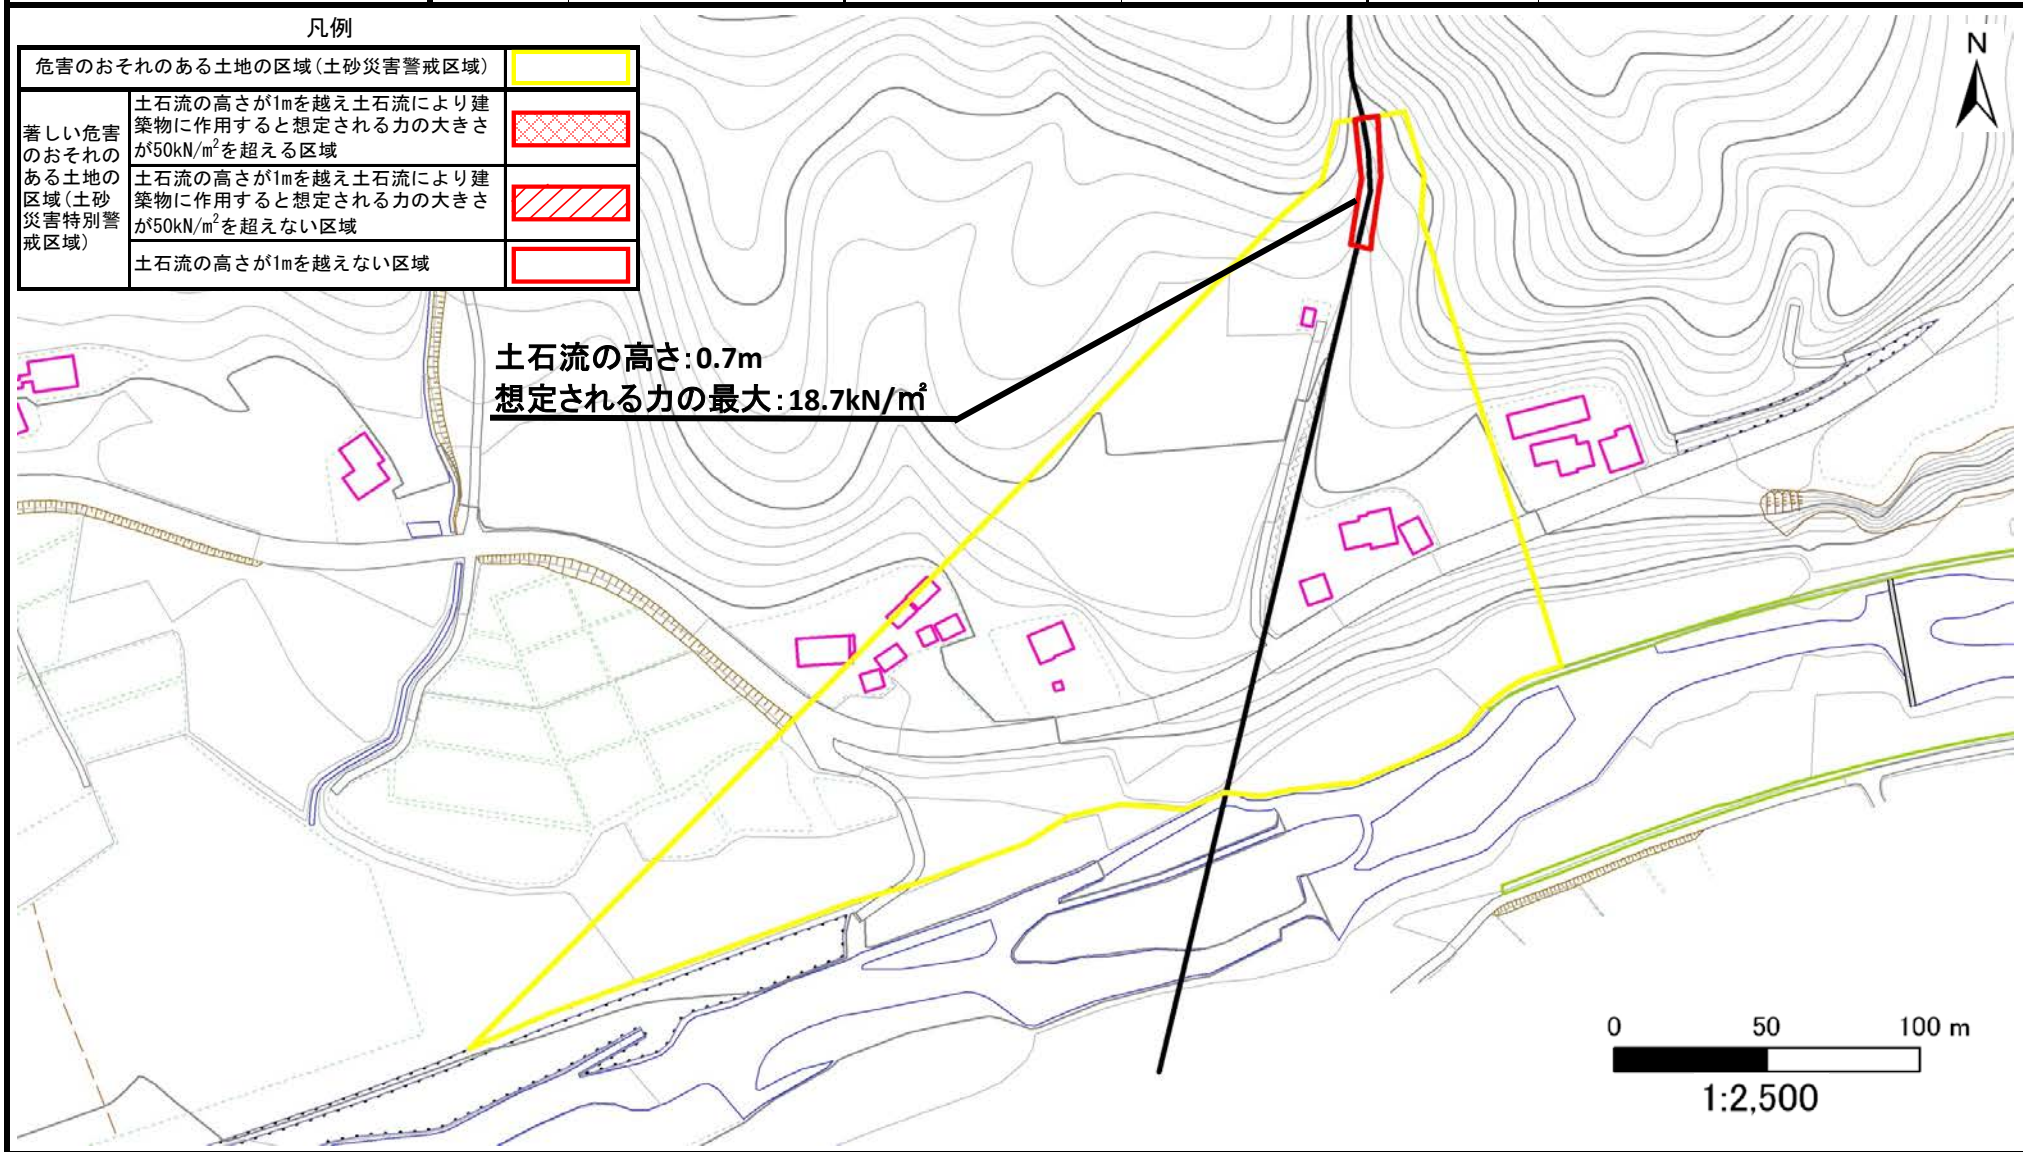 凡例
危害のおそれのある土地の区域(土砂災害警戒区域)
著しい危害
のおそれの
ある土地の
区域(土砂
災害特別警
戒区域)
土石流の高さが1mを越え土石流により建
築物に作用すると想定される力の大きさ
が50kN/m²を超える区域
土石流の高さが1mを越え土石流により建
築物に作用すると想定される力の大きさ
が50kN/m²を超えない区域
土石流の高さが1mを越えない区域
N
土石流の高さ:0.7m
想定される力の最大:18.7kN/㎡
0 50 100 m
1:2,500